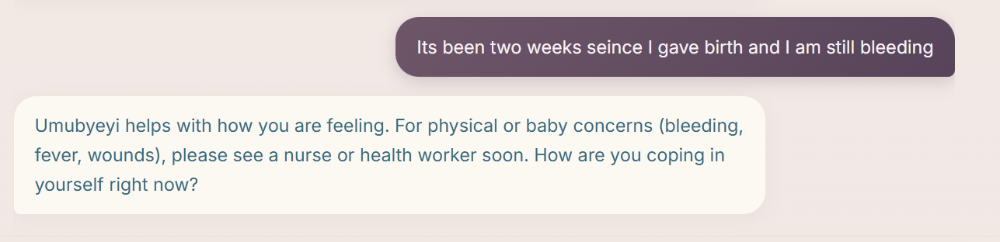 Its been two weeks seince I gave birth and I am still bleeding
Umubyeyi helps with how you are feeling. For physical or baby concerns (bleeding,
fever, wounds), please see a nurse or health worker soon. How are you coping in
yourself right now?